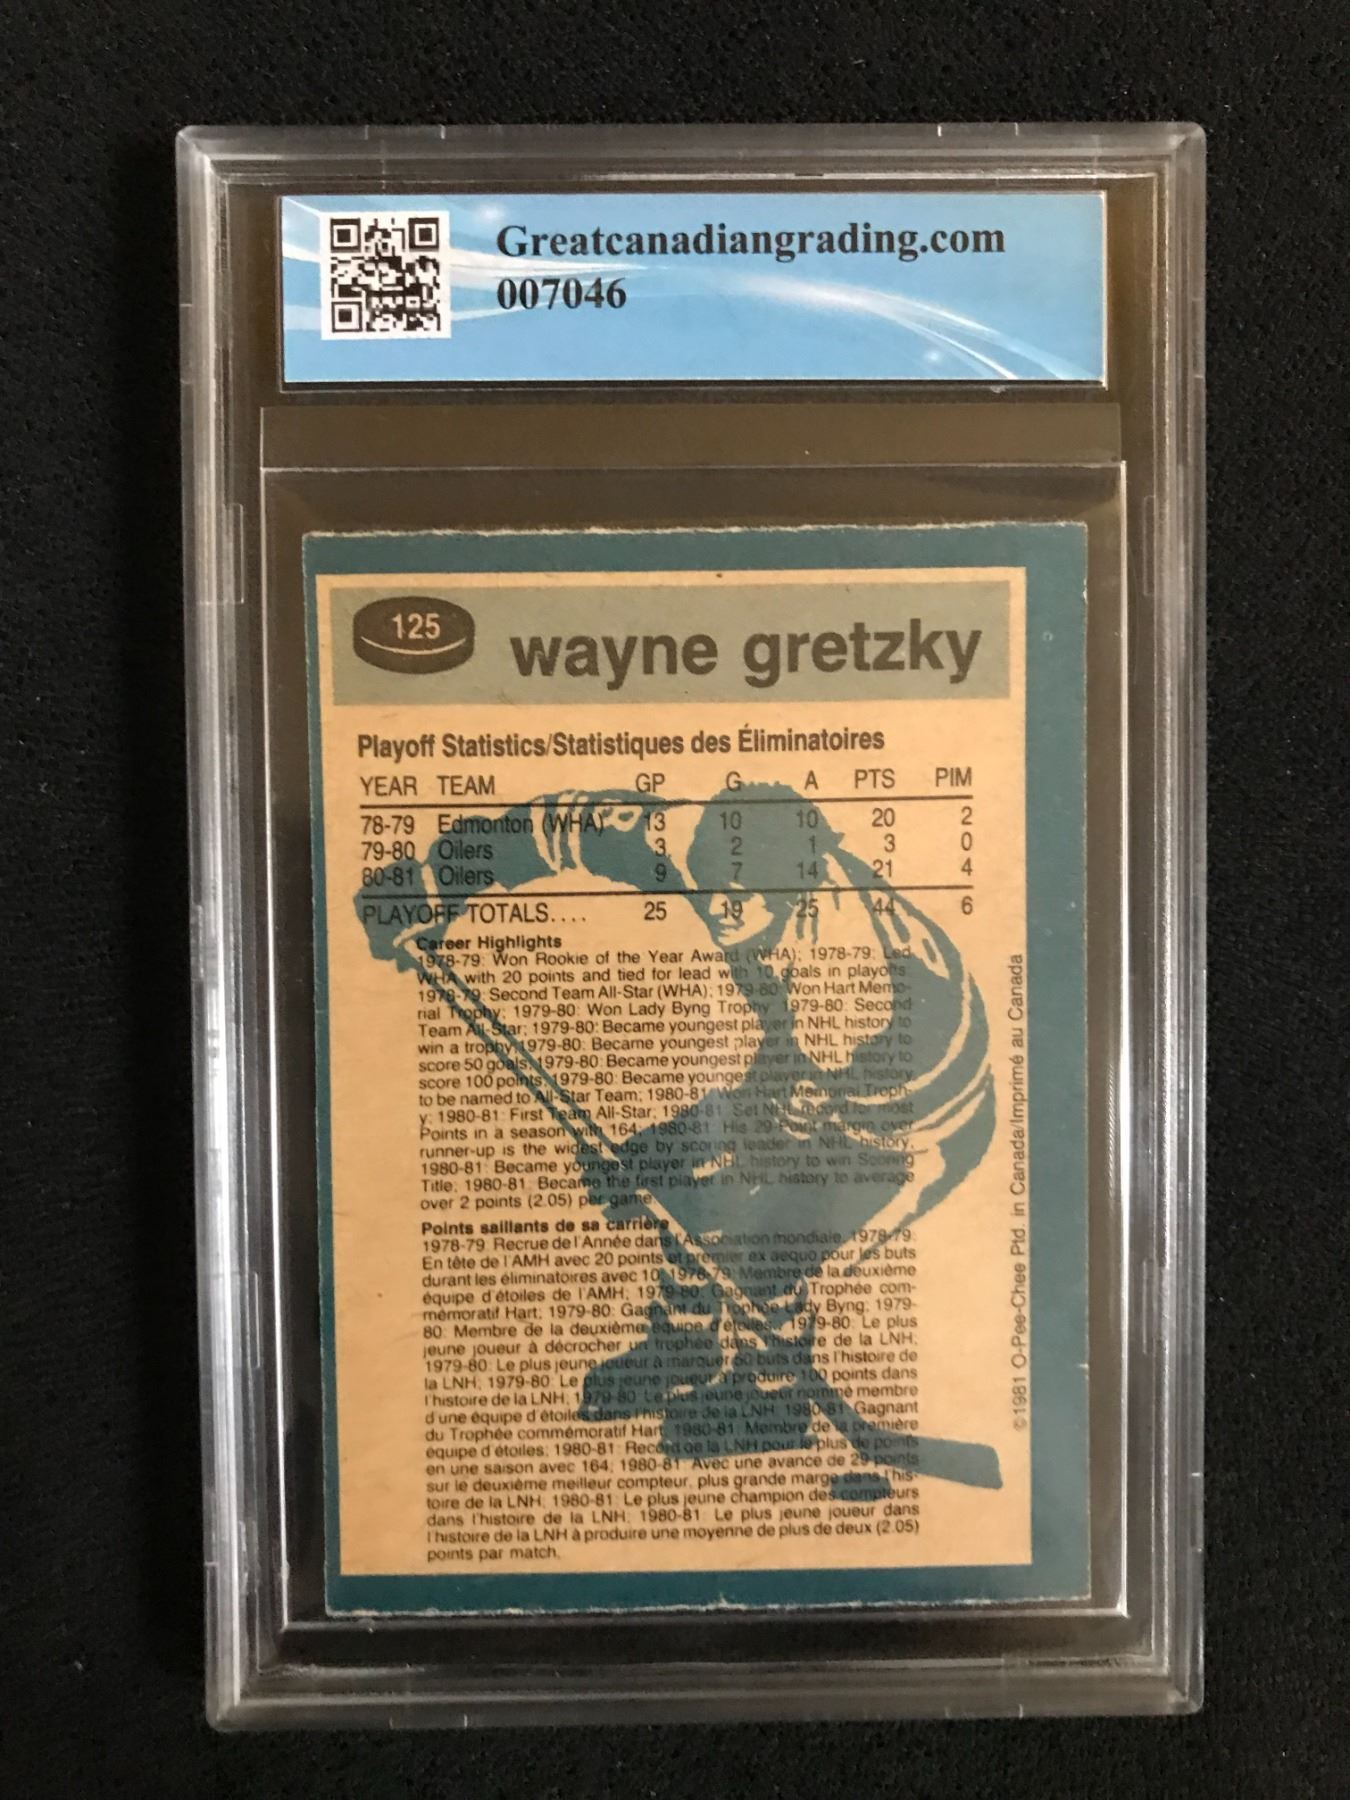 Greatcanadiangrading.com
007046
125
wayne gretzky
Playoff Statistics/Statistiques des Éliminatoires
YEAR TEAM GP G A PTS PIM
78-79 Edmonton (WHA) 13 10 10 20 2
79-80 Oilers 3 2 1 3 0
80-81 Oilers 9 7 14 21 4
PLAYOFF TOTALS.... 25 19 25 44 6
Career Highlights
1978-79: Won Rookie of the Year Award (WHA); 1978-79: Led
WHA with 20 points and tied for lead with 10 goals in playoffs
1978-79: Second Team All-Star (WHA); 1979-80: Won Hart Memo-
rial Trophy; 1979-80: Won Lady Byng Trophy 1979-80: Second
Team All-Star; 1979-80: Became youngest player in NHL history to
win a trophy; 1979-80: Became youngest player in NHL history to
score 50 goals; 1979-80: Became youngest player in NHL history to
score 100 points; 1979-80: Became youngest player in NHL history
to be named to All-Star Team; 1980-81: Won Hart Memorial Troph-
y; 1980-81: First Team All-Star; 1980-81: Set NHL record for most
Points in a season with 164; 1980-81: His 29-Point margin over
runner-up is the widest edge by scoring leader in NHL history;
1980-81: Became youngest player in NHL history to win Scoring
Title; 1980-81: Became the first player in NHL history to average
over 2 points (2.05) per game.
Points saillants de sa carrière
1978-79: Recrue de l'Année dans l'Association mondiale, 1978-79:
En tête de l'AMH avec 20 points et premier ex aequo pour les buts
durant les éliminatoires avec 10; 1978-79: Membre de la deuxième
équipe d'étoiles de l'AMH; 1979-80: Gagnant du Trophée com-
mémoratif Hart; 1979-80: Gagnant du Trophée Lady Byng; 1979-
80: Membre de la deuxième équipe d'étoiles; 1979-80: Le plus
jeune joueur à décrocher un trophée dans l'histoire de la LNH;
1979-80: Le plus jeune joueur à marquer 50 buts dans l'histoire de
la LNH; 1979-80: Le plus jeune joueur à produire 100 points dans
l'histoire de la LNH; 1979-80: Le plus jeune joueur nommé membre
d'une équipe d'étoiles dans l'histoire de la LNH; 1980-81: Gagnant
du Trophée commémoratif Hart; 1980-81: Membre de la première
équipe d'étoiles; 1980-81: Record de la LNH pour le plus de points
en une saison avec 164; 1980-81: Avec une avance de 29 points
sur le deuxième meilleur compteur, plus grande marge dans l'his-
toire de la LNH; 1980-81: Le plus jeune champion des compteurs
dans l'histoire de la LNH; 1980-81: Le plus jeune joueur dans
l'histoire de la LNH à produire une moyenne de plus de deux (2.05)
points par match.
©1981 O-Pee-Chee Ptd. in Canada/Imprimé au Canada